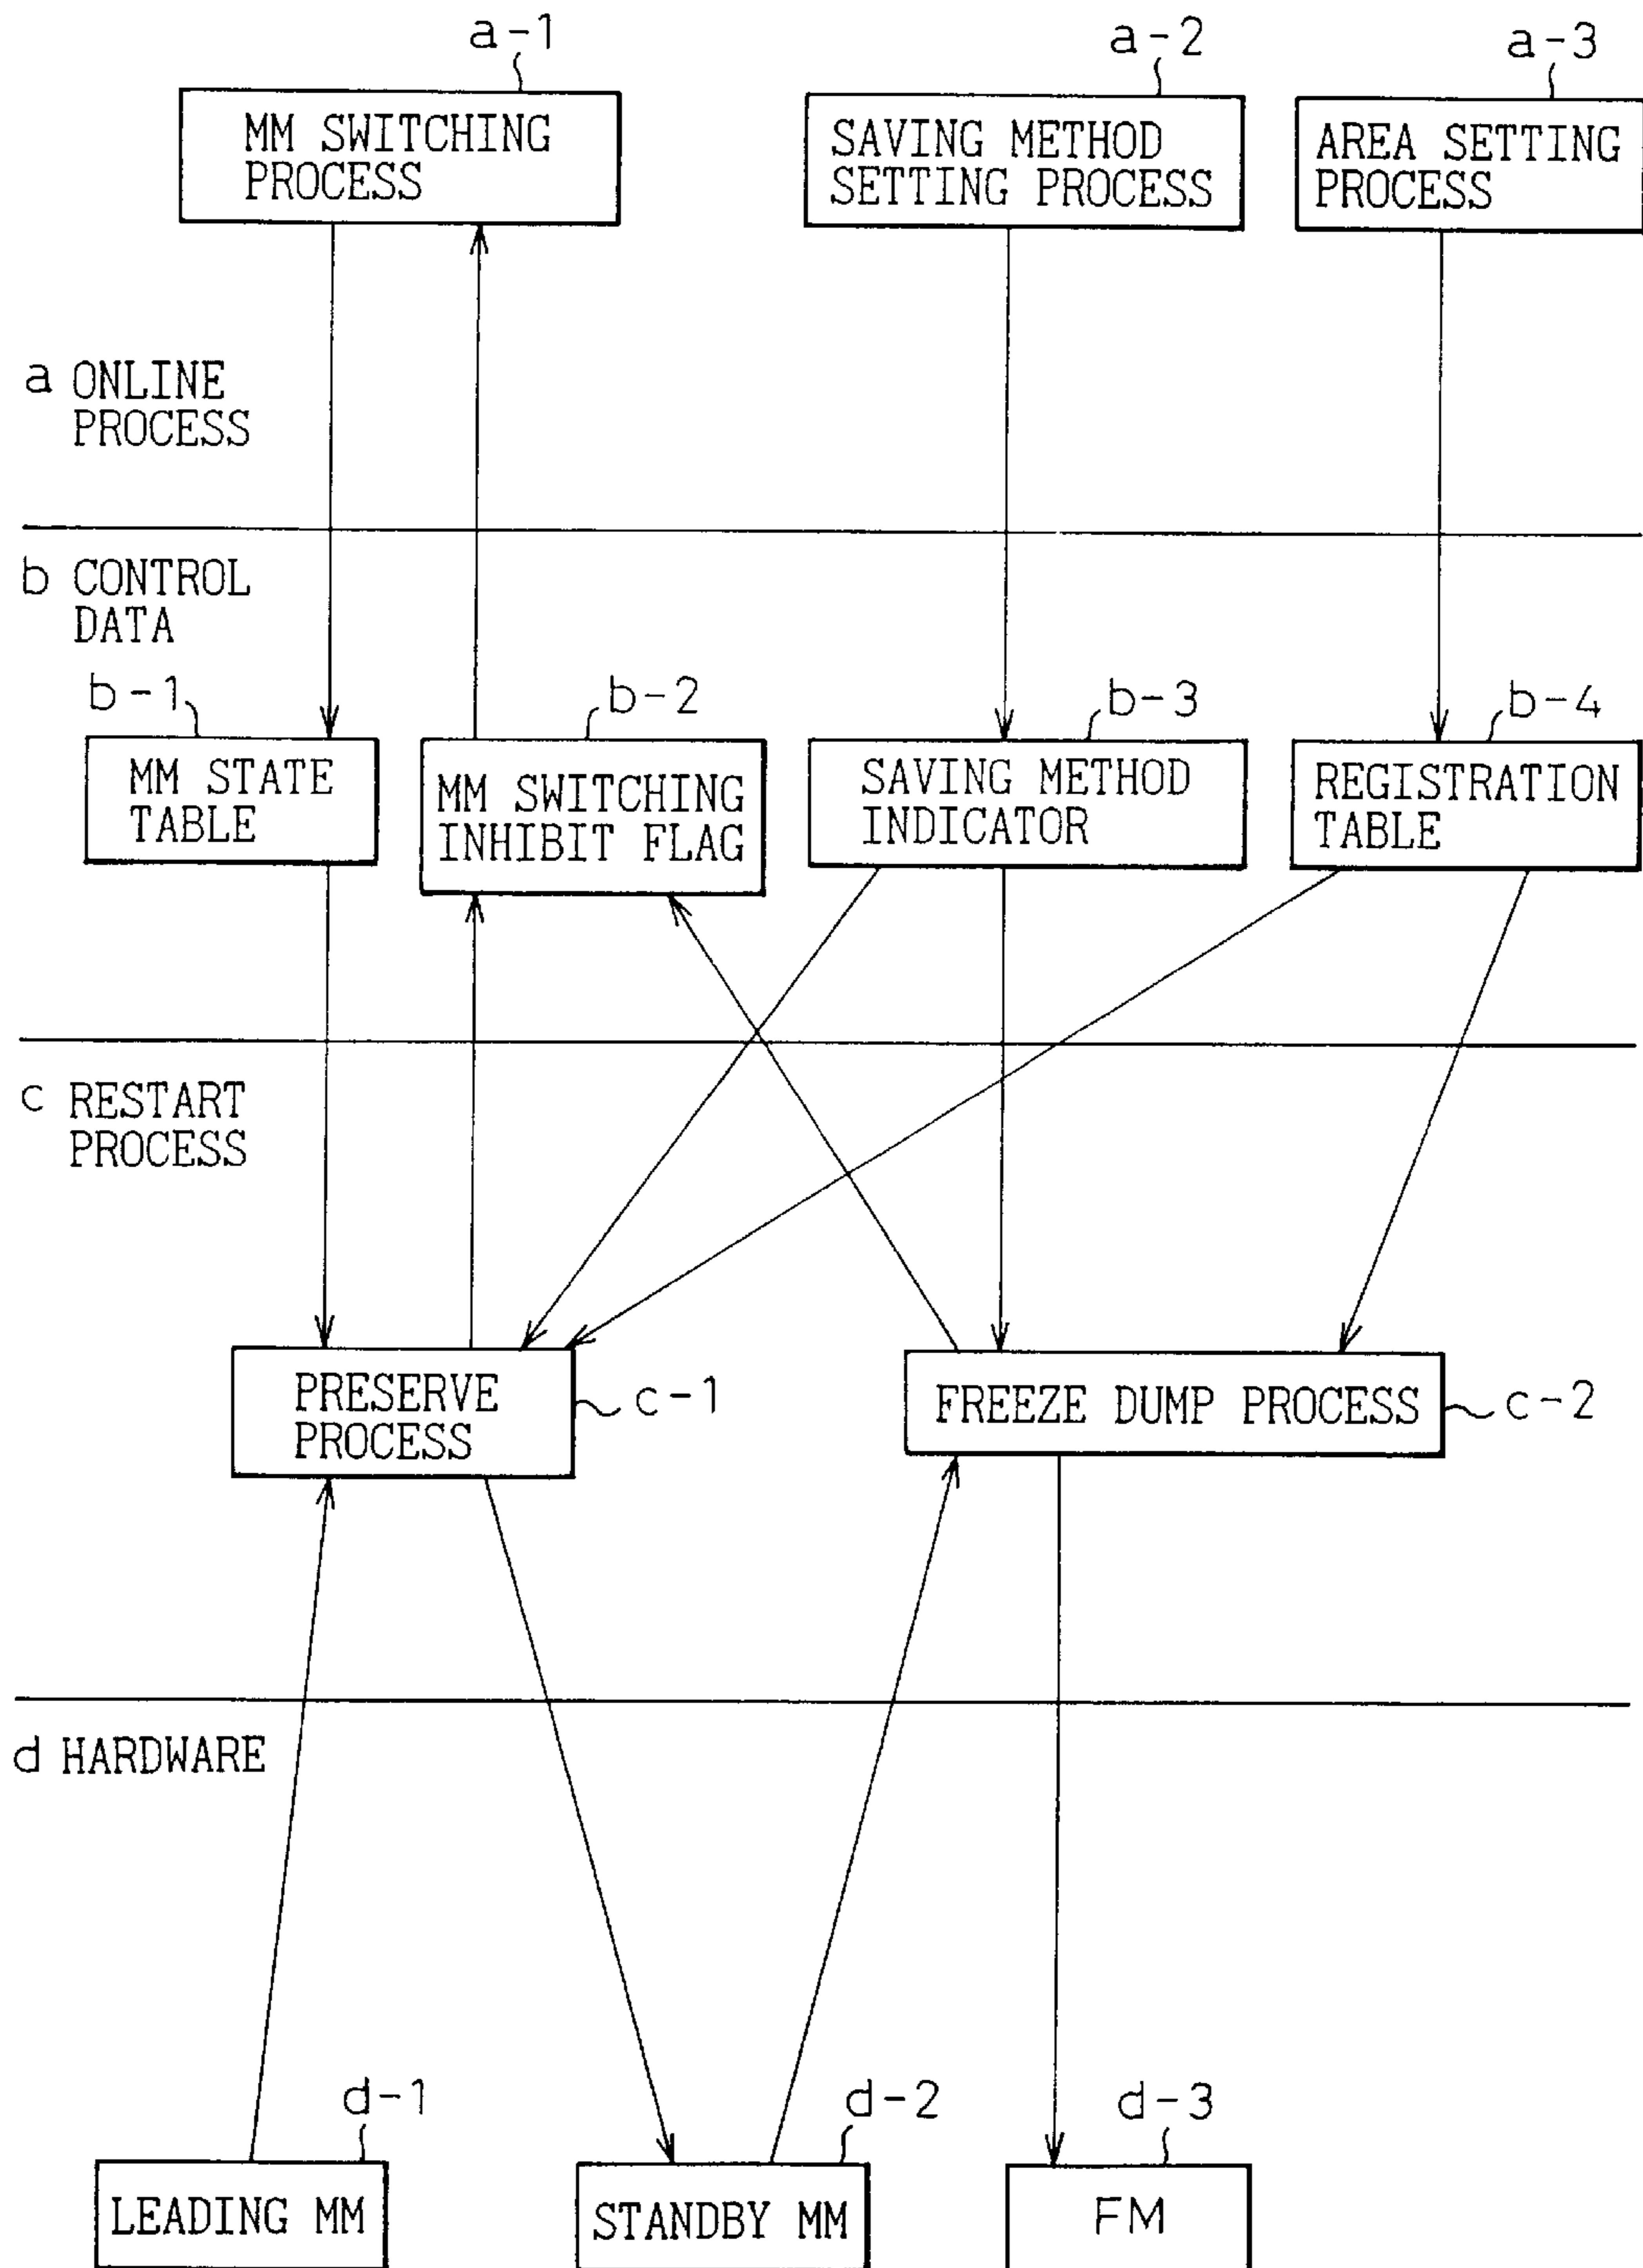 a-1
a-2
a-3
MM SWITCHING
PROCESS
SAVING METHOD
SETTING PROCESS
AREA SETTING
PROCESS
a ONLINE
PROCESS
b CONTROL
DATA
b-1
b-2
b-3
b-4
MM STATE
TABLE
MM SWITCHING
INHIBIT FLAG
SAVING METHOD
INDICATOR
REGISTRATION
TABLE
c RESTART
PROCESS
PRESERVE
PROCESS
c-1
FREEZE DUMP PROCESS
c-2
d HARDWARE
d-1
d-2
d-3
LEADING MM
STANDBY MM
FM